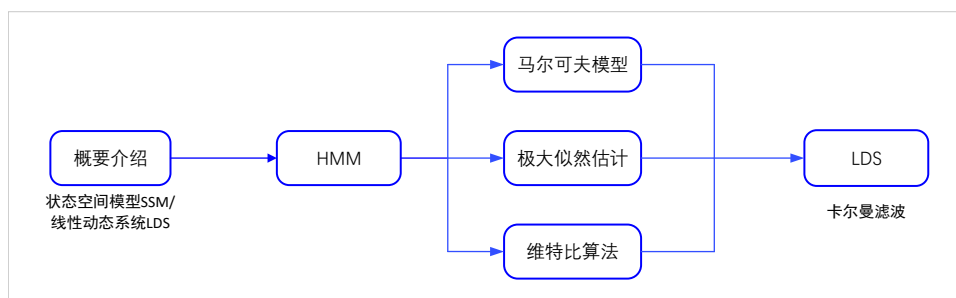 概要介绍
状态空间模型SSM/
线性动态系统LDS
HMM
马尔可夫模型
极大似然估计
维特比算法
LDS
卡尔曼滤波